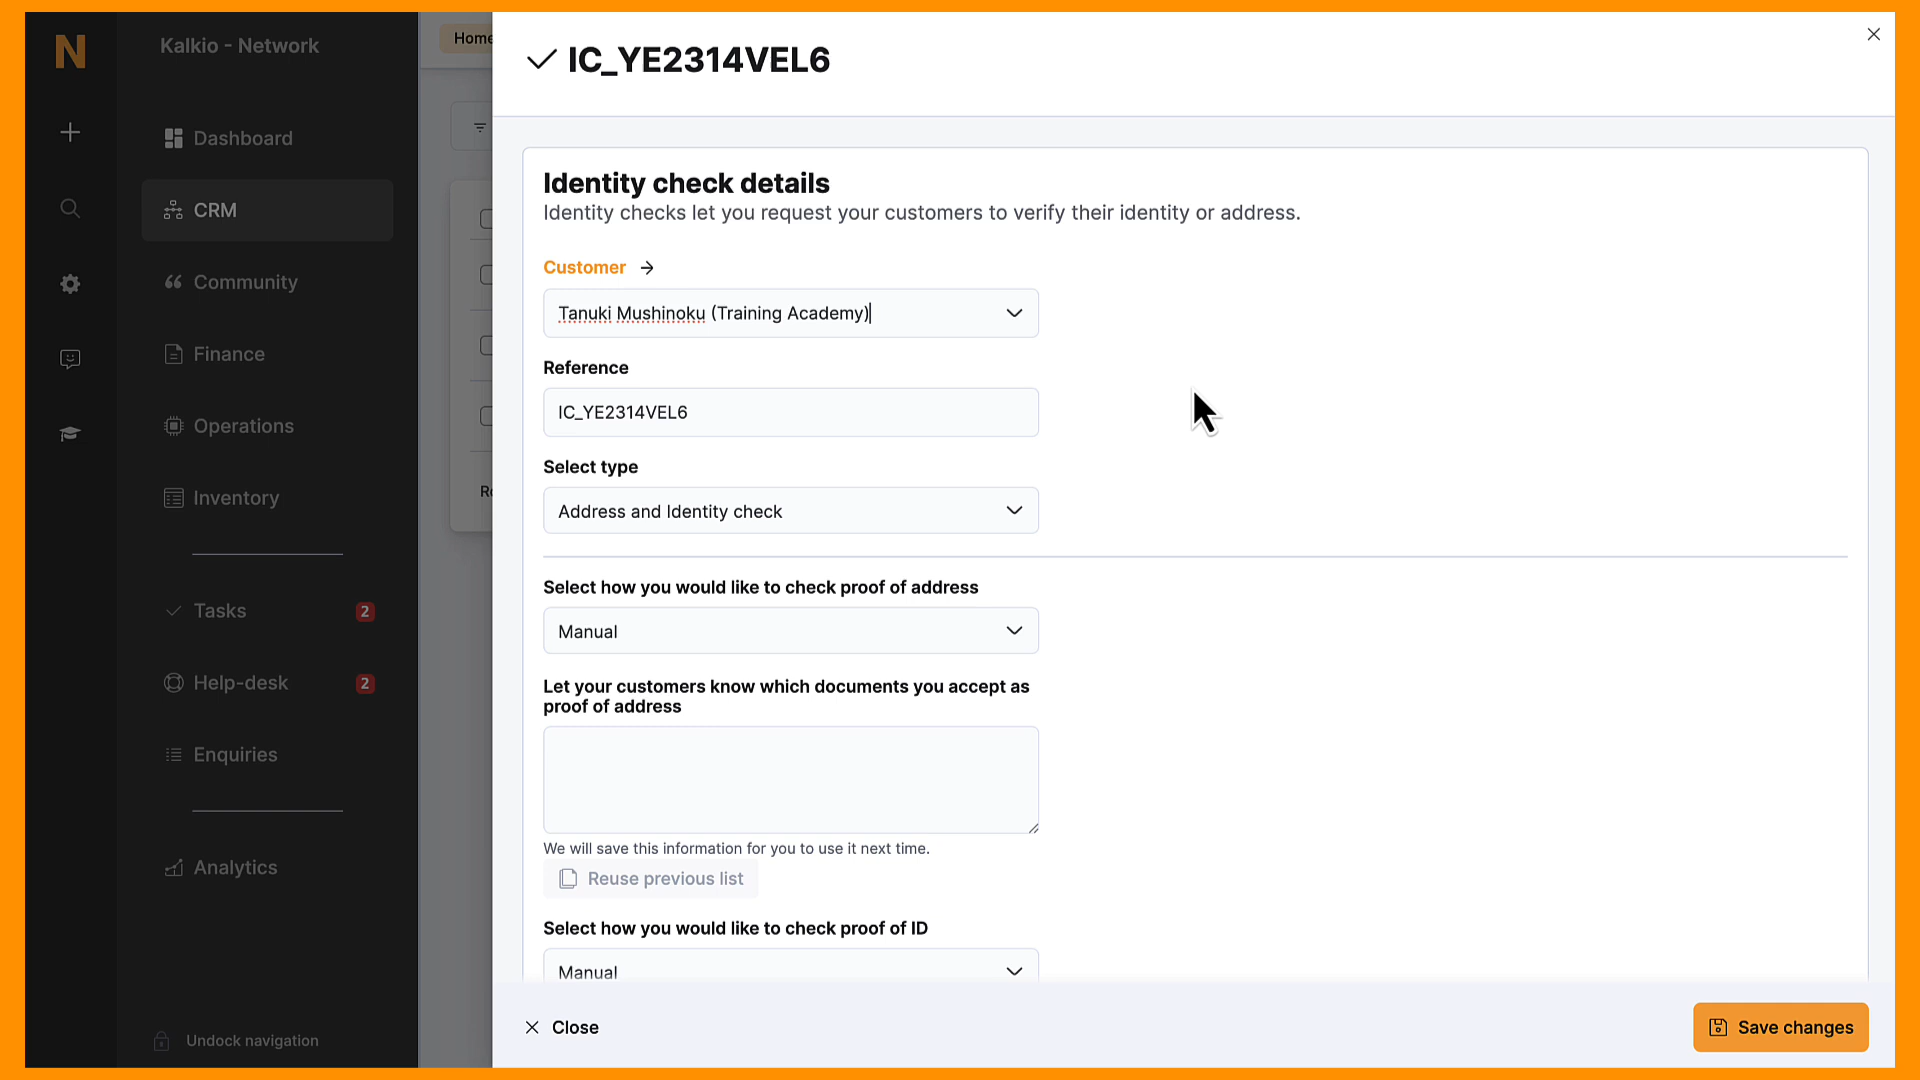 N
Kalkio - Network
Dashboard
CRM
Community
Finance
Operations
Inventory
Tasks 2
Help-desk 2
Enquiries
Analytics
Undock navigation
Home
IC_YE2314VEL6
Identity check details
Identity checks let you request your customers to verify their identity or address.
Customer
Tanuki Mushinoku (Training Academy)
Reference
IC_YE2314VEL6
Select type
Address and Identity check
Select how you would like to check proof of address
Manual
Let your customers know which documents you accept as
proof of address
We will save this information for you to use it next time.
Reuse previous list
Select how you would like to check proof of ID
Manual
Close
Save changes